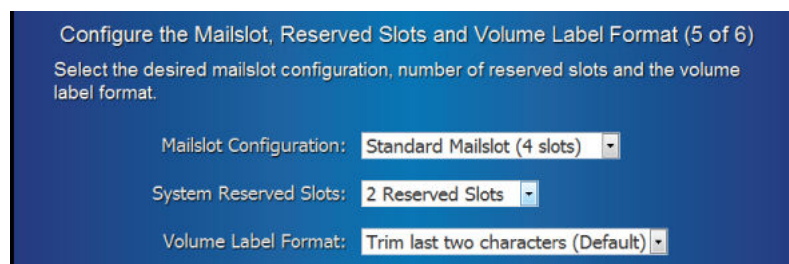 Configure the Mailslot, Reserved Slots and Volume Label Format (5 of 6)
Select the desired mailslot configuration, number of reserved slots and the volume
label format.
Mailslot Configuration: Standard Mailslot (4 slots)
System Reserved Slots: 2 Reserved Slots
Volume Label Format: Trim last two characters (Default)